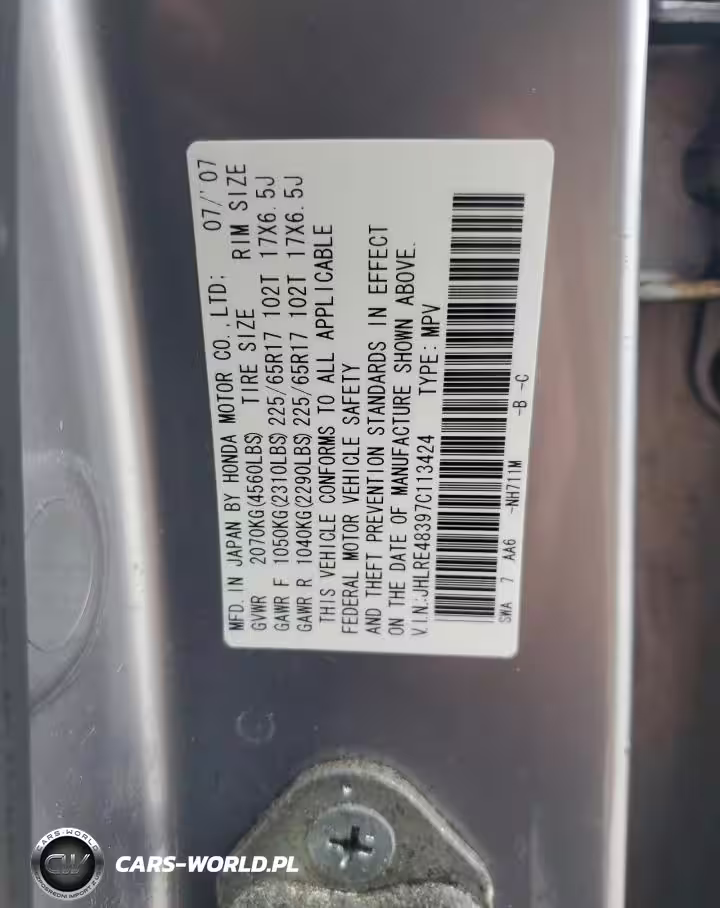 MFD. IN JAPAN BY HONDA MOTOR CO.,LTD; 07/'07
GVWR 2070KG(4560LBS) TIRE SIZE RIM SIZE
GAWR F 1050KG(2310LBS) 225/65R17 102T 17X6.5J
GAWR R 1040KG(2290LBS) 225/65R17 102T 17X6.5J
THIS VEHICLE CONFORMS TO ALL APPLICABLE
FEDERAL MOTOR VEHICLE SAFETY
AND THEFT PREVENTION STANDARDS IN EFFECT
ON THE DATE OF MANUFACTURE SHOWN ABOVE.
V.I.N.:JHLRE48397C113424 TYPE: MPV
SWA 7 AA6 -NH711M -B -C
CARS-WORLD
CW
CARS-WORLD.PL